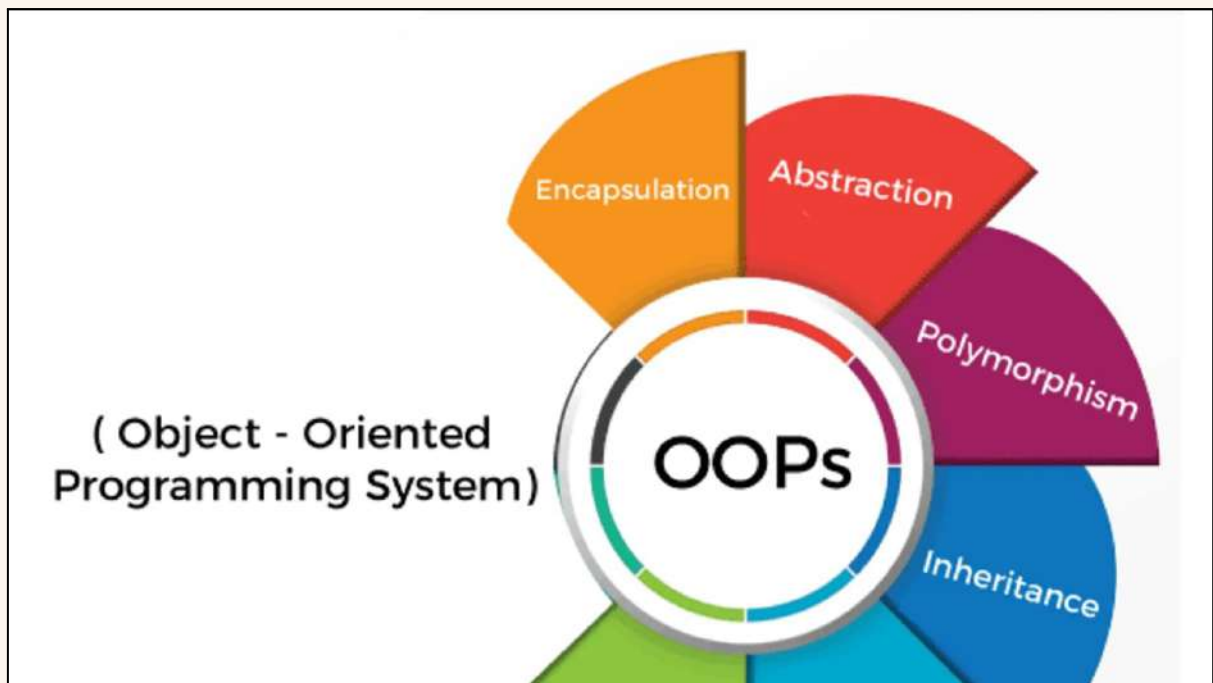 Encapsulation
Abstraction
Polymorphism
( Object - Oriented
Programming System)
OOPs
Inheritance